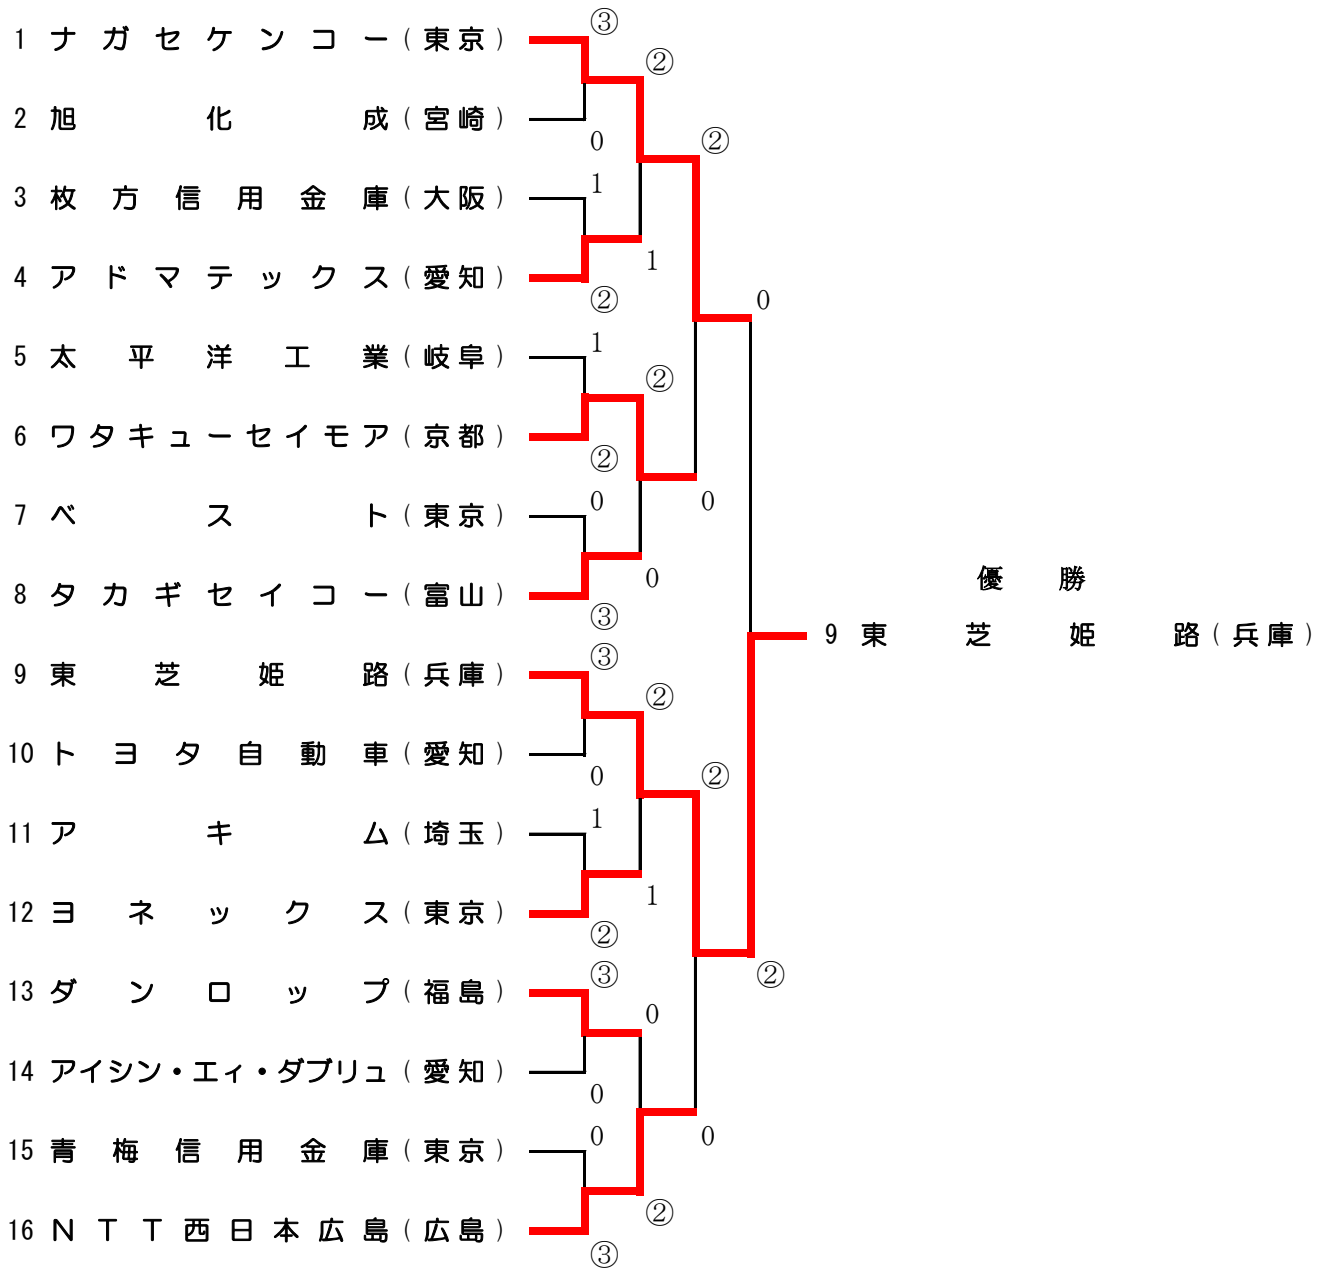 ③
1 ナガセケンコー(東京)
②
2 旭化成(宮崎)
0
②
1
3 枚方信用金庫(大阪)
1
4 アドマテックス(愛知)
②
0
1
5 太平洋工業(岐阜)
②
6 ワタキューセイモア(京都)
②
0
0
7 ベスト(東京)
0
優勝
8 タカギセイコー(富山)
③
9 東芝姫路(兵庫)
③
9 東芝姫路(兵庫)
②
10 トヨタ自動車(愛知)
0
②
1
11 アキム(埼玉)
1
12 ヨネックス(東京)
②
③
②
13 ダンロップ(福島)
0
14 アイシン・エィ・ダブリュ(愛知)
0
0
0
15 青梅信用金庫(東京)
②
16 NTT西日本広島(広島)
③